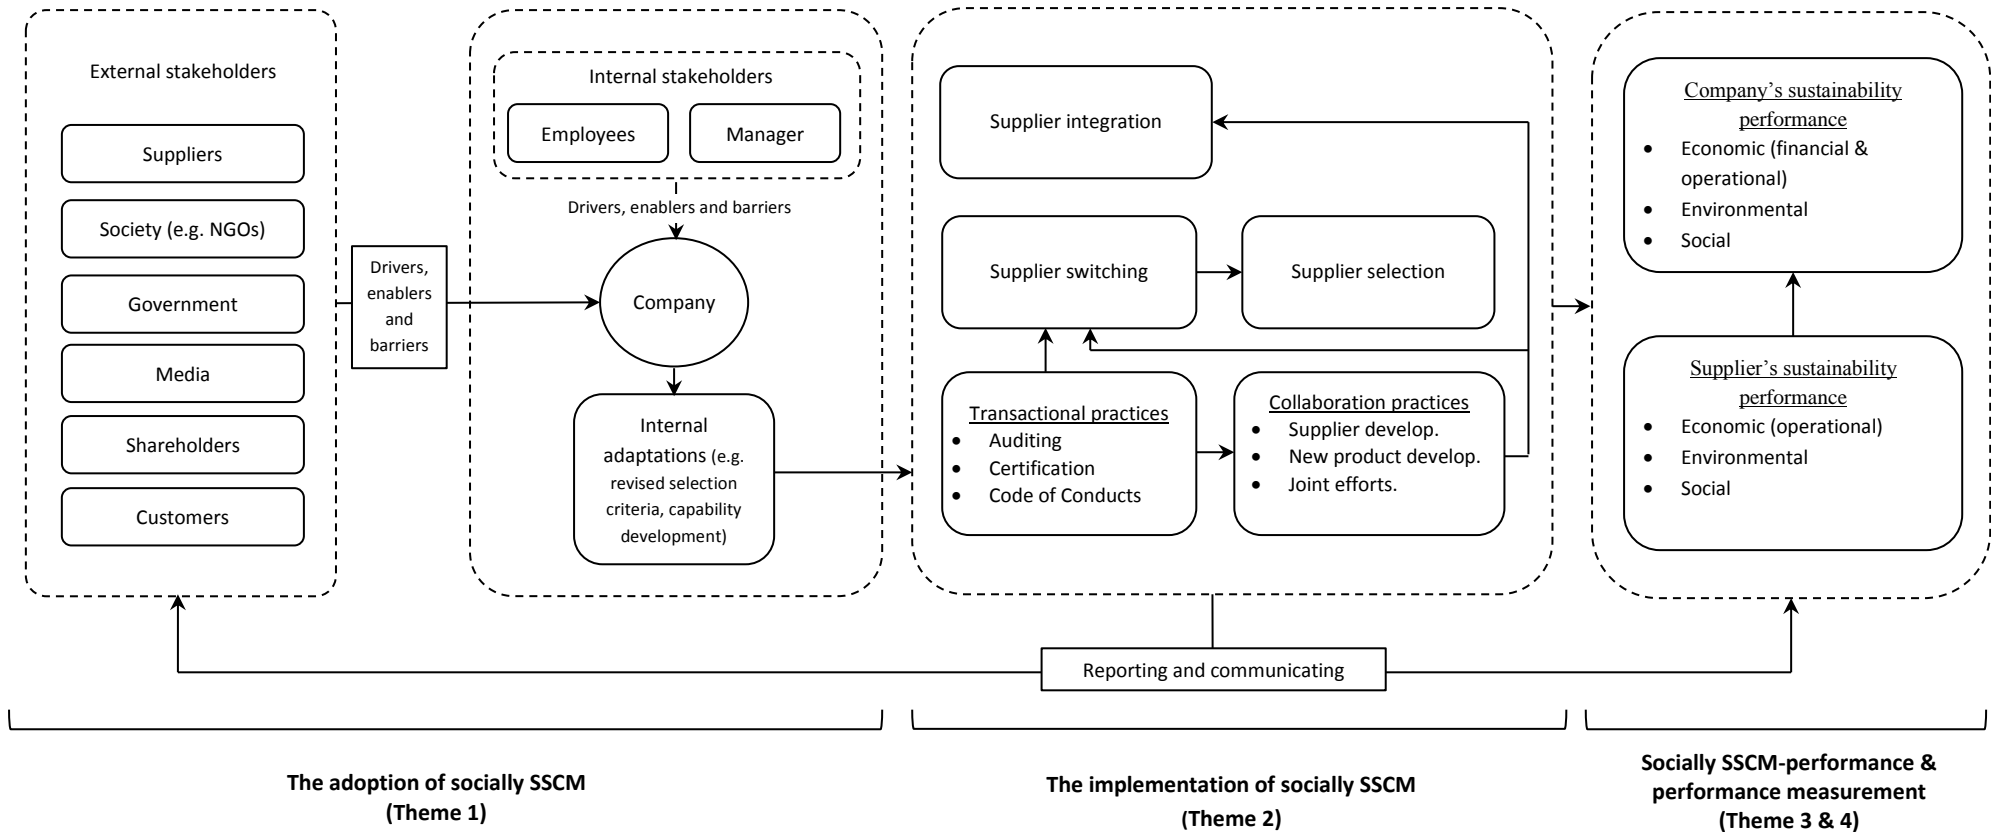 External stakeholders
Suppliers
Society (e.g. NGOs)
Government
Media
Shareholders
Customers
Drivers,
enablers
and
barriers
Internal stakeholders
Employees
Manager
Drivers, enablers and barriers
Company
Internal
adaptations (e.g.
revised selection
criteria, capability
development)
Supplier integration
Supplier switching
Supplier selection
Transactional practices
• Auditing
• Certification
• Code of Conducts
Collaboration practices
• Supplier develop.
• New product develop.
• Joint efforts.
Company’s sustainability
performance
• Economic (financial &
operational)
• Environmental
• Social
Supplier’s sustainability
performance
• Economic (operational)
• Environmental
• Social
Reporting and communicating
The adoption of socially SSCM
(Theme 1)
The implementation of socially SSCM
(Theme 2)
Socially SSCM-performance &
performance measurement
(Theme 3 & 4)